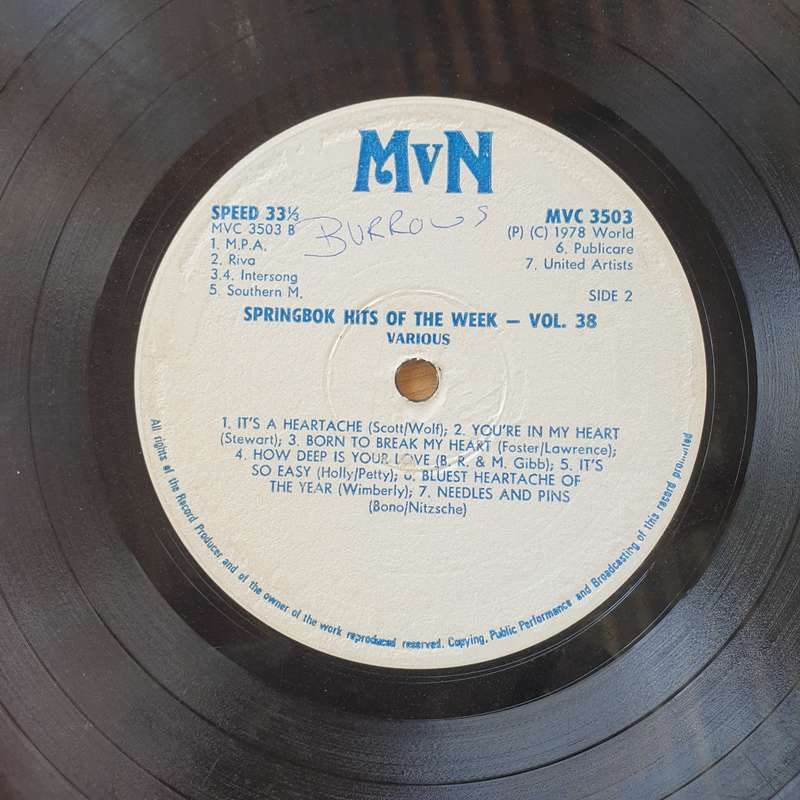 MVN
SPEED 33⅓
MVC 3503 B
1. M.P.A.
2. Riva
3.4. Intersong
5. Southern M.
BURROWS
MVC 3503
(P) (C) 1978 World
6. Publicare
7. United Artists
SIDE 2
SPRINGBOK HITS OF THE WEEK – VOL. 38
VARIOUS
1. IT'S A HEARTACHE (Scott/Wolf); 2. YOU'RE IN MY HEART
(Stewart); 3. BORN TO BREAK MY HEART (Foster/Lawrence);
4. HOW DEEP IS YOUR LOVE (B. R. & M. Gibb); 5. IT'S
SO EASY (Holly/Petty); 6. BLUEST HEARTACHE OF
THE YEAR (Wimberly); 7. NEEDLES AND PINS
(Bono/Nitzsche)
All rights of the Record Producer and of the owner of the work reproduced reserved. Copying, Public Performance and Broadcasting of this record prohibited